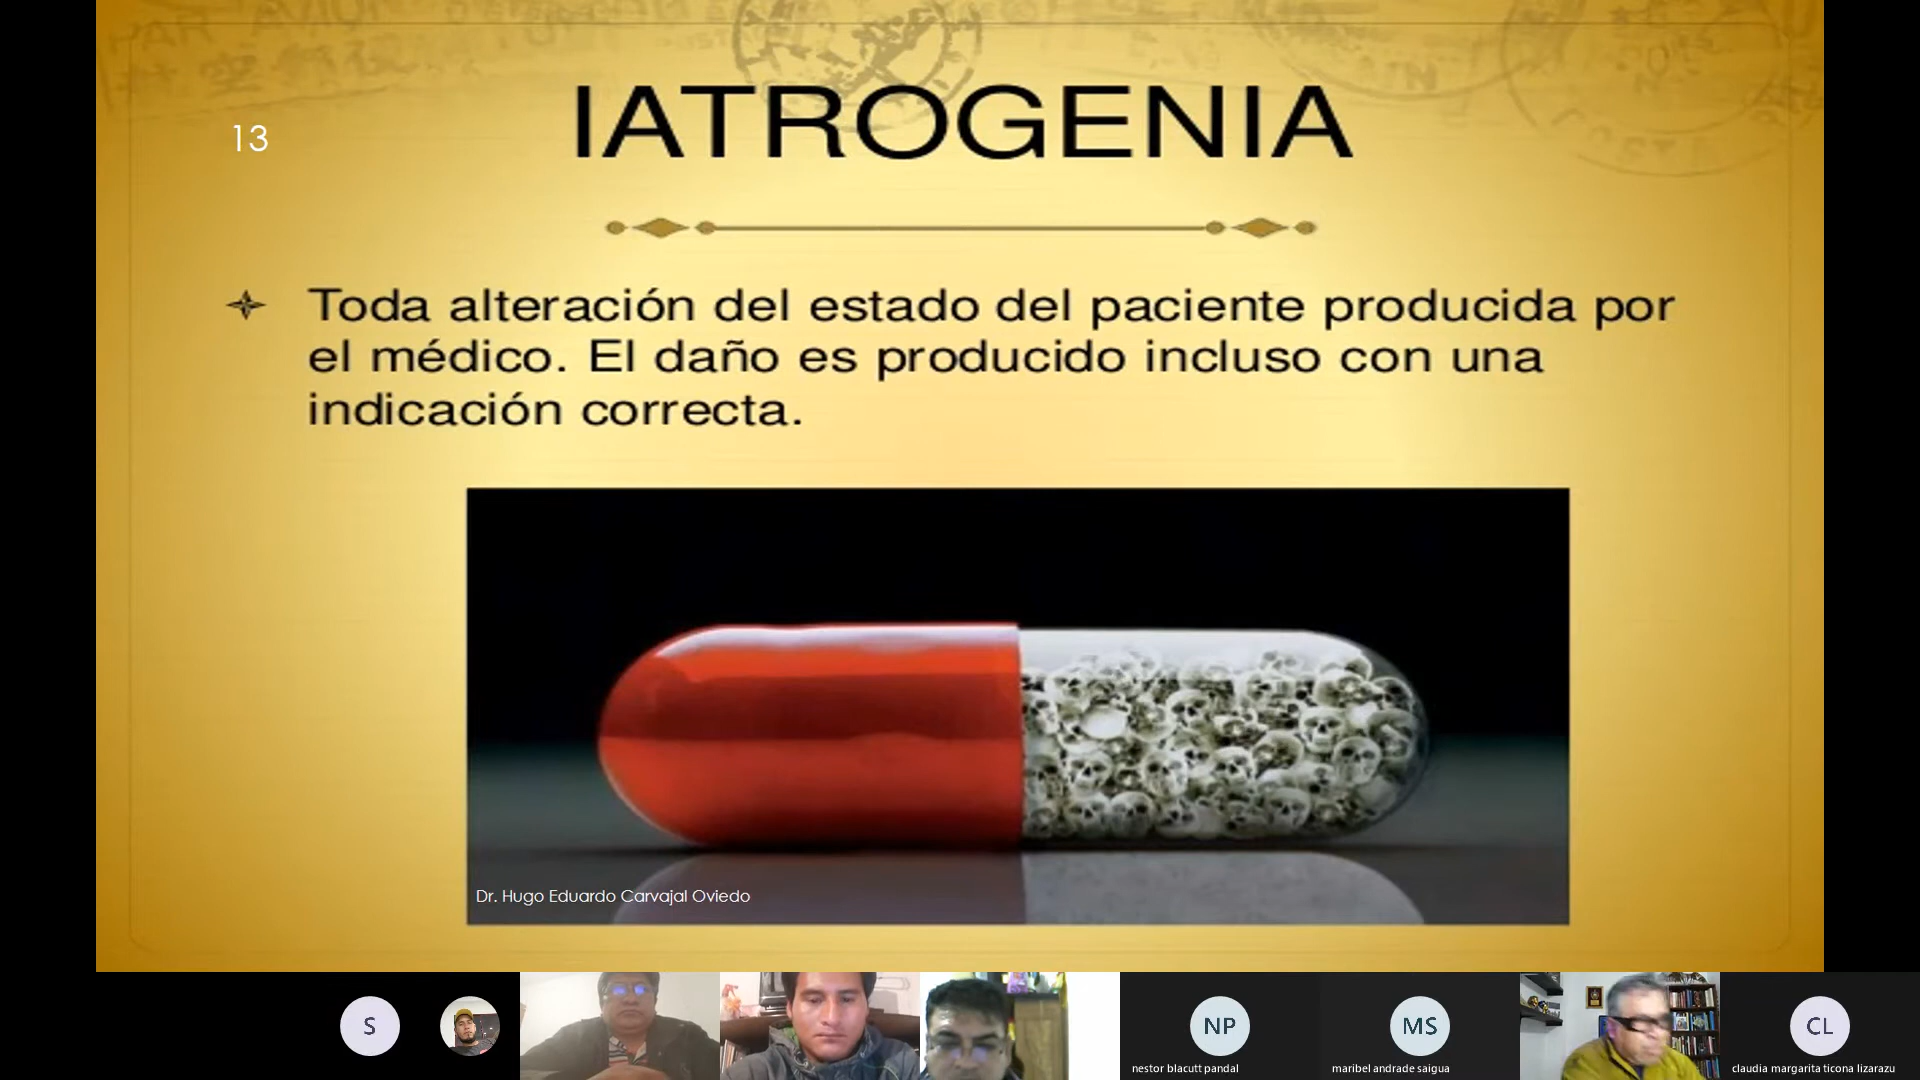 PAR AVION
IATROGENIA
13
Toda alteración del estado del paciente producida por
el médico. El daño es producido incluso con una
indicación correcta.
Dr. Hugo Eduardo Carvajal Oviedo
S
NP
MS
CL
nestor blacutt pandal
maribel andrade saigua
claudia margarita ticona lizarazu